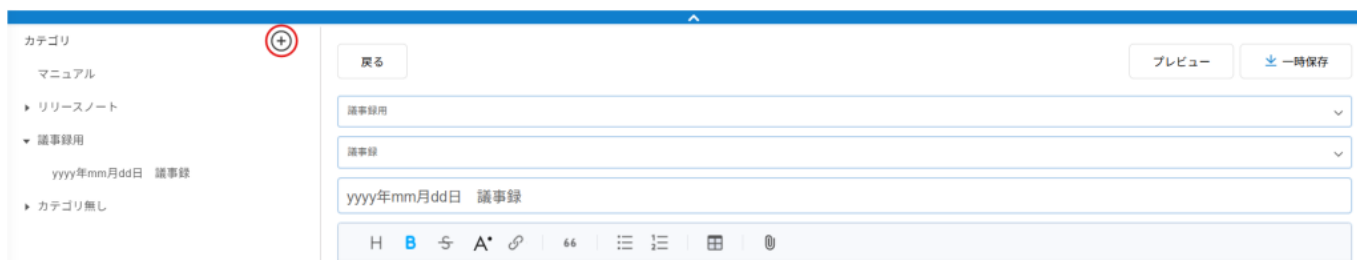 カテゴリ
マニュアル
リリースノート
議事録用
yyyy年mm月dd日　議事録
カテゴリ無し
戻る
プレビュー
一時保存
議事録用
議事録
yyyy年mm月dd日　議事録
H B S A 66